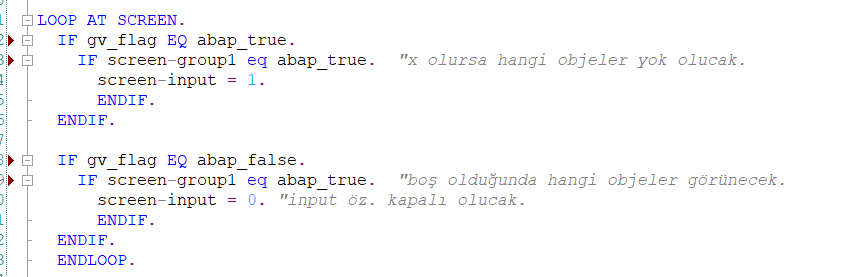 LOOP AT SCREEN.
IF gv_flag EQ abap_true.
IF screen-group1 eq abap_true. "x olursa hangi objeler yok olucak.
screen-input = 1.
ENDIF.
ENDIF.
IF gv_flag EQ abap_false.
IF screen-group1 eq abap_true. "boş olduğunda hangi objeler görünecek.
screen-input = 0. "input öz. kapalı olucak.
ENDIF.
ENDIF.
ENDLOOP.